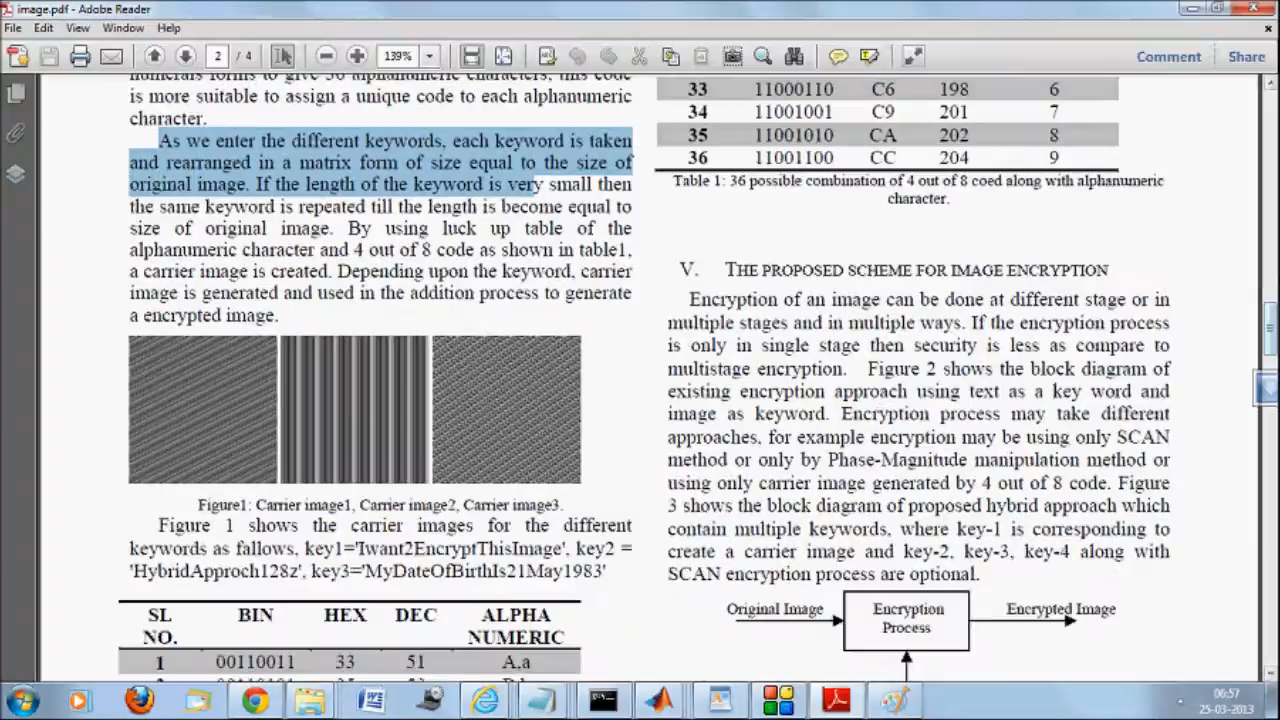 image.pdf - Adobe Reader
File Edit View Window Help
2 / 4 139% Comment Share
numerals forms to give 36 alphanumeric characters, this code
is more suitable to assign a unique code to each alphanumeric
character.
As we enter the different keywords, each keyword is taken
and rearranged in a matrix form of size equal to the size of
original image. If the length of the keyword is very small then
the same keyword is repeated till the length is become equal to
size of original image. By using luck up table of the
alphanumeric character and 4 out of 8 code as shown in table1,
a carrier image is created. Depending upon the keyword, carrier
image is generated and used in the addition process to generate
a encrypted image.
Figure1: Carrier image1, Carrier image2, Carrier image3.
Figure 1 shows the carrier images for the different
keywords as fallows, key1='Iwant2EncryptThisImage', key2 =
'HybridApproch128z', key3='MyDateOfBirthIs21May1983'
SL NO. BIN HEX DEC ALPHA NUMERIC
1 00110011 33 51 A,a
33 11000110 C6 198 6
34 11001001 C9 201 7
35 11001010 CA 202 8
36 11001100 CC 204 9
Table 1: 36 possible combination of 4 out of 8 coed along with alphanumeric
character.
V. THE PROPOSED SCHEME FOR IMAGE ENCRYPTION
Encryption of an image can be done at different stage or in
multiple stages and in multiple ways. If the encryption process
is only in single stage then security is less as compare to
multistage encryption. Figure 2 shows the block diagram of
existing encryption approach using text as a key word and
image as keyword. Encryption process may take different
approaches, for example encryption may be using only SCAN
method or only by Phase-Magnitude manipulation method or
using only carrier image generated by 4 out of 8 code. Figure
3 shows the block diagram of proposed hybrid approach which
contain multiple keywords, where key-1 is corresponding to
create a carrier image and key-2, key-3, key-4 along with
SCAN encryption process are optional.
Original Image
Encryption
Process
Encrypted Image
06:57
25-03-2013